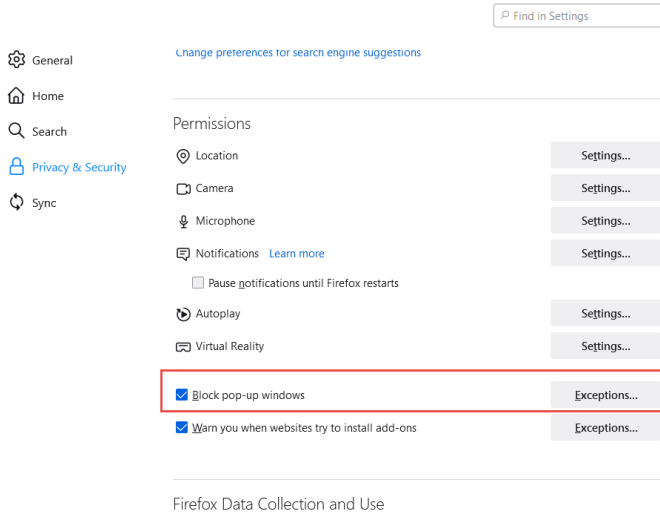 Find in Settings
Change preferences for search engine suggestions
General
Home
Search
Privacy & Security
Sync
Permissions
Location Settings...
Camera Settings...
Microphone Settings...
Notifications Learn more Settings...
Pause notifications until Firefox restarts
Autoplay Settings...
Virtual Reality Settings...
Block pop-up windows Exceptions...
Warn you when websites try to install add-ons Exceptions...
Firefox Data Collection and Use